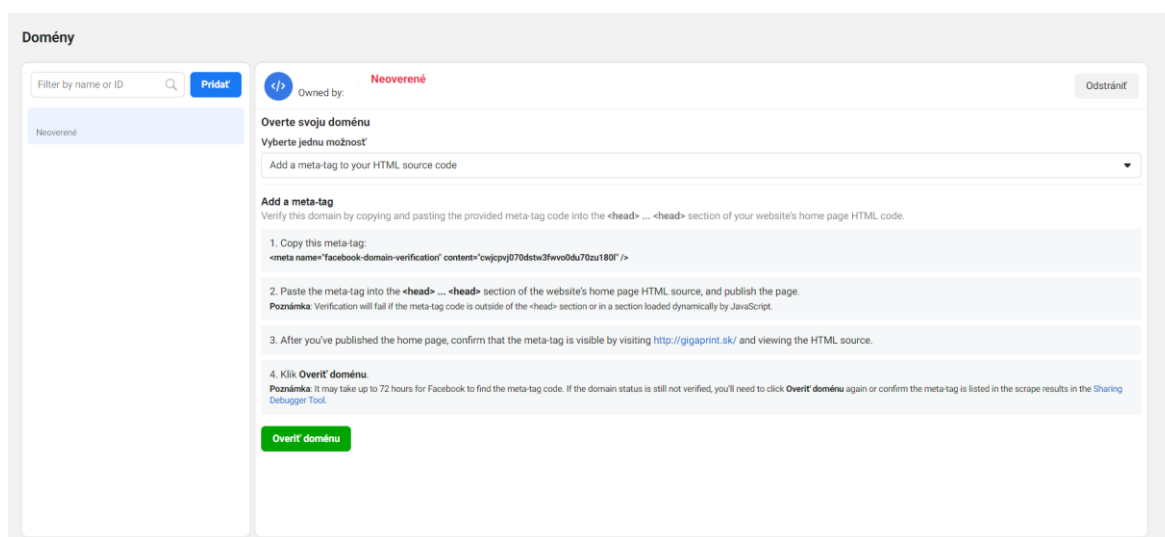 Domény
Filter by name or ID
Pridať
Neoverené
Neoverené
Owned by:
Odstrániť
Overte svoju doménu
Vyberte jednu možnosť
Add a meta-tag to your HTML source code
Add a meta-tag
Verify this domain by copying and pasting the provided meta-tag code into the <head> ... <head> section of your website's home page HTML code.
1. Copy this meta-tag:
<meta name="facebook-domain-verification" content="cwjcpvj070dstw3fwvo0du70zu180l" />
2. Paste the meta-tag into the <head> ... <head> section of the website's home page HTML source, and publish the page.
Poznámka: Verification will fail if the meta-tag code is outside of the <head> section or in a section loaded dynamically by JavaScript.
3. After you've published the home page, confirm that the meta-tag is visible by visiting http://gigaprint.sk/ and viewing the HTML source.
4. Klik Overiť doménu.
Poznámka: It may take up to 72 hours for Facebook to find the meta-tag code. If the domain status is still not verified, you'll need to click Overiť doménu again or confirm the meta-tag is listed in the scrape results in the Sharing
Debugger Tool.
Overiť doménu